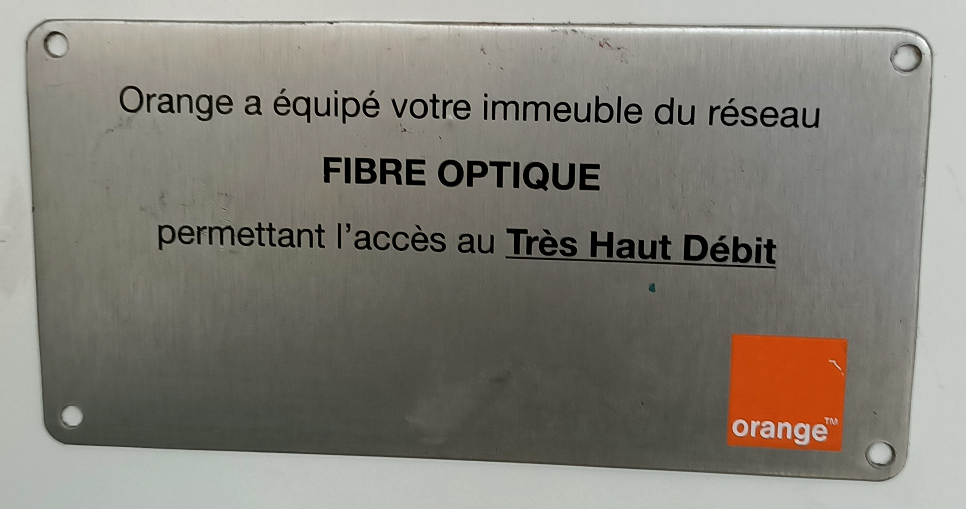 Orange a équipé votre immeuble du réseau
FIBRE OPTIQUE
permettant l'accès au Très Haut Débit
orange™